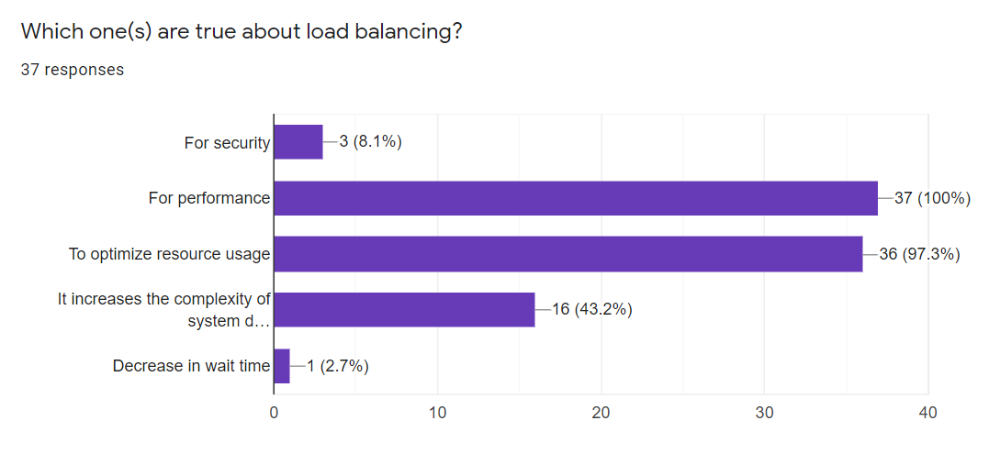 Which one(s) are true about load balancing?
37 responses
For security
3 (8.1%)
For performance
37 (100%)
To optimize resource usage
36 (97.3%)
It increases the complexity of
system d...
16 (43.2%)
Decrease in wait time
1 (2.7%)
0 10 20 30 40